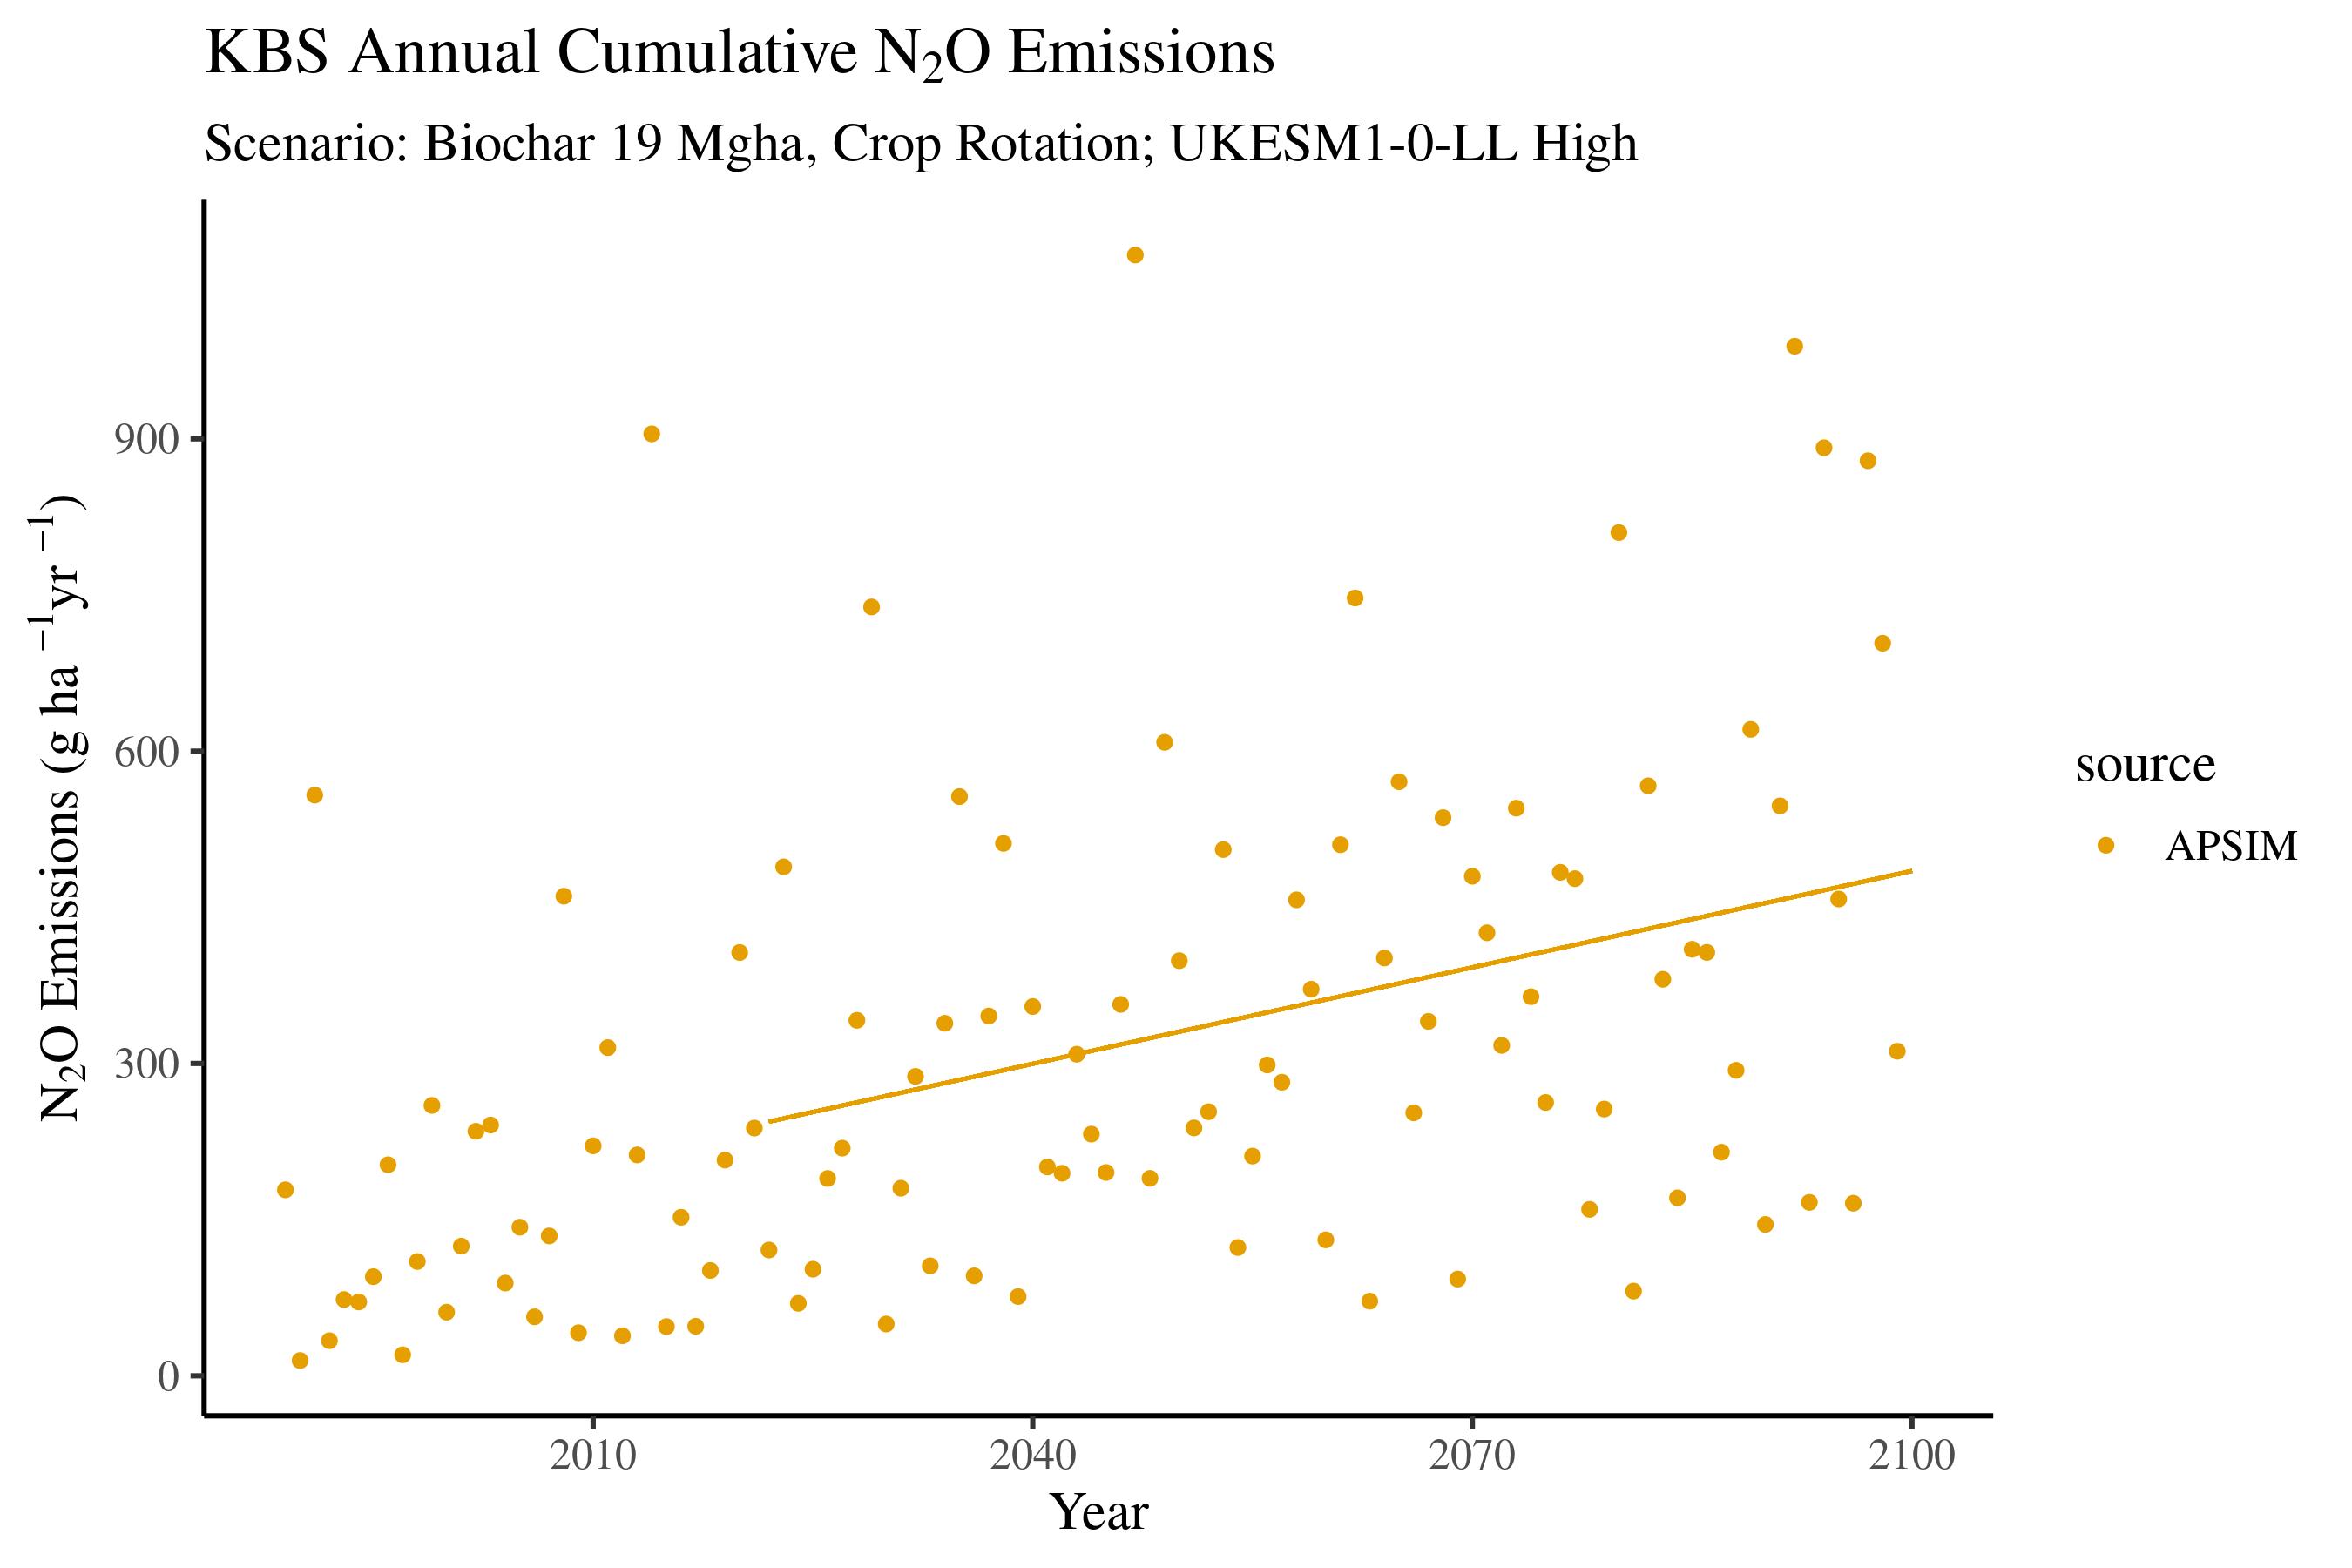 KBS Annual Cumulative N₂O Emissions
Scenario: Biochar 19 Mgha, Crop Rotation; UKESM1-0-LL High
N₂O Emissions (g ha ⁻¹yr ⁻¹)
900
600
300
0
2010 2040 2070 2100
Year
source
APSIM